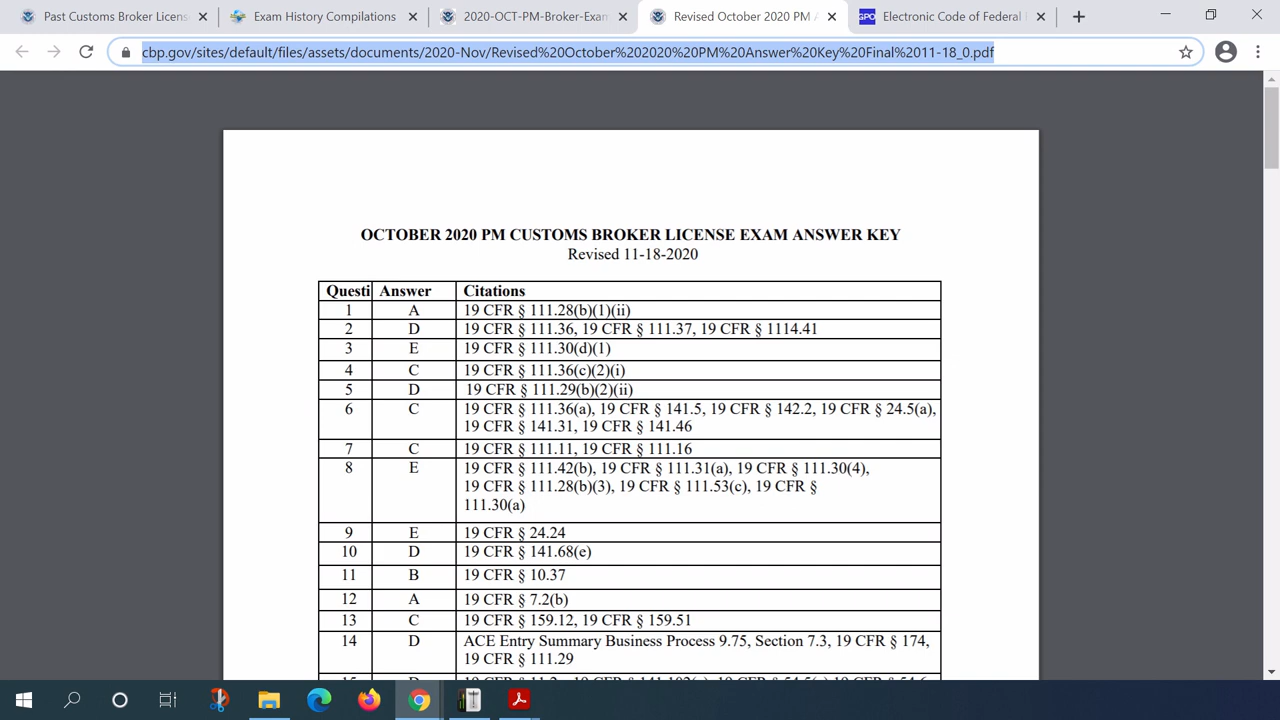 Past Customs Broker Licens
Exam History Compilations
2020-OCT-PM-Broker-Exam
Revised October 2020 PM A
GPO
Electronic Code of Federal
cbp.gov/sites/default/files/assets/documents/2020-Nov/Revised%20October%202020%20PM%20Answer%20Key%20Final%2011-18_0.pdf
OCTOBER 2020 PM CUSTOMS BROKER LICENSE EXAM ANSWER KEY
Revised 11-18-2020
Questi Answer Citations
1 A 19 CFR § 111.28(b)(1)(ii)
2 D 19 CFR § 111.36, 19 CFR § 111.37, 19 CFR § 1114.41
3 E 19 CFR § 111.30(d)(1)
4 C 19 CFR § 111.36(c)(2)(i)
5 D 19 CFR § 111.29(b)(2)(ii)
6 C 19 CFR § 111.36(a), 19 CFR § 141.5, 19 CFR § 142.2, 19 CFR § 24.5(a),
19 CFR § 141.31, 19 CFR § 141.46
7 C 19 CFR § 111.11, 19 CFR § 111.16
8 E 19 CFR § 111.42(b), 19 CFR § 111.31(a), 19 CFR § 111.30(4),
19 CFR § 111.28(b)(3), 19 CFR § 111.53(c), 19 CFR §
111.30(a)
9 E 19 CFR § 24.24
10 D 19 CFR § 141.68(e)
11 B 19 CFR § 10.37
12 A 19 CFR § 7.2(b)
13 C 19 CFR § 159.12, 19 CFR § 159.51
14 D ACE Entry Summary Business Process 9.75, Section 7.3, 19 CFR § 174,
19 CFR § 111.29